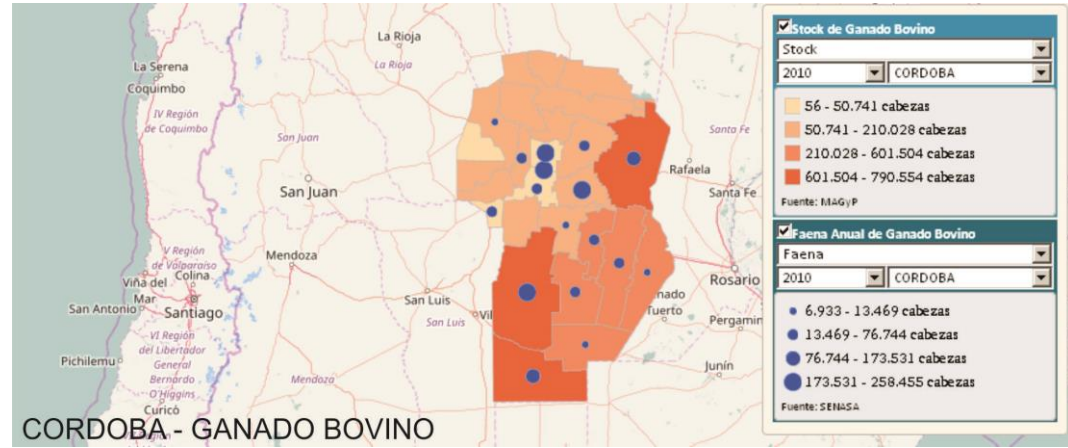 La Rioja
La Rioja
La Serena
Coquimbo
IV Región
de Coquimbo
San Juan
Santa Fe
Rafaela
San Juan
Santa Fe
V Región
de Valparaíso
Mendoza
Viña del
Mar
Colina
San Antonio
Santiago
San Luis
San Luis
Vil
Rosario
nado
Tuerto
Pergamin
VI Región
del Libertador
General
Bernardo
O'Higgins
Pichilemu
Mendoza
Junín
Curicó
CORDOBA - GANADO BOVINO
Stock de Ganado Bovino
Stock
2010 CORDOBA
56 - 50.741 cabezas
50.741 - 210.028 cabezas
210.028 - 601.504 cabezas
601.504 - 790.554 cabezas
Fuente: MAGyP
Faena Anual de Ganado Bovino
Faena
2010 CORDOBA
6.933 - 13.469 cabezas
13.469 - 76.744 cabezas
76.744 - 173.531 cabezas
173.531 - 258.455 cabezas
Fuente: SENASA